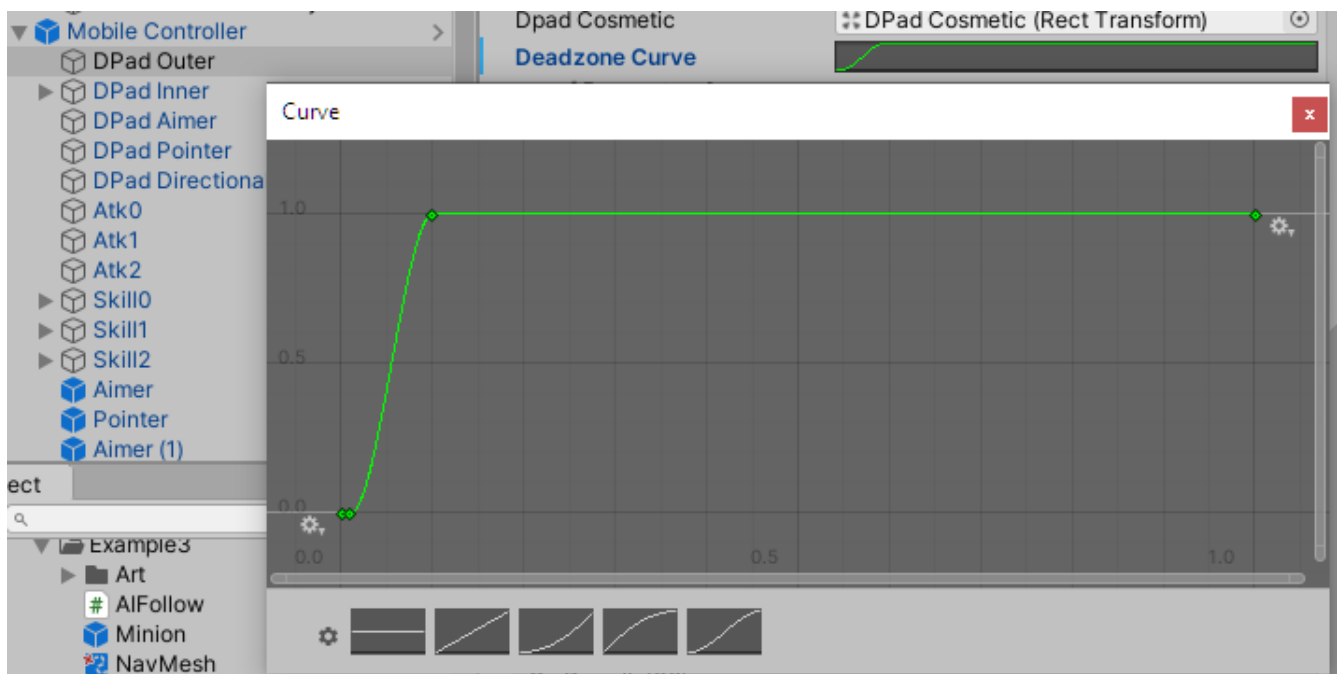 Mobile Controller
DPad Outer
DPad Inner
DPad Aimer
DPad Pointer
DPad Directiona
Atk0
Atk1
Atk2
Skill0
Skill1
Skill2
Aimer
Pointer
Aimer (1)
ect
Example3
Art
AIFollow
Minion
NavMesh
Dpad Cosmetic
DPad Cosmetic (Rect Transform)
Deadzone Curve
Curve
x
1.0
0.5
0.0
0.0 0.5 1.0